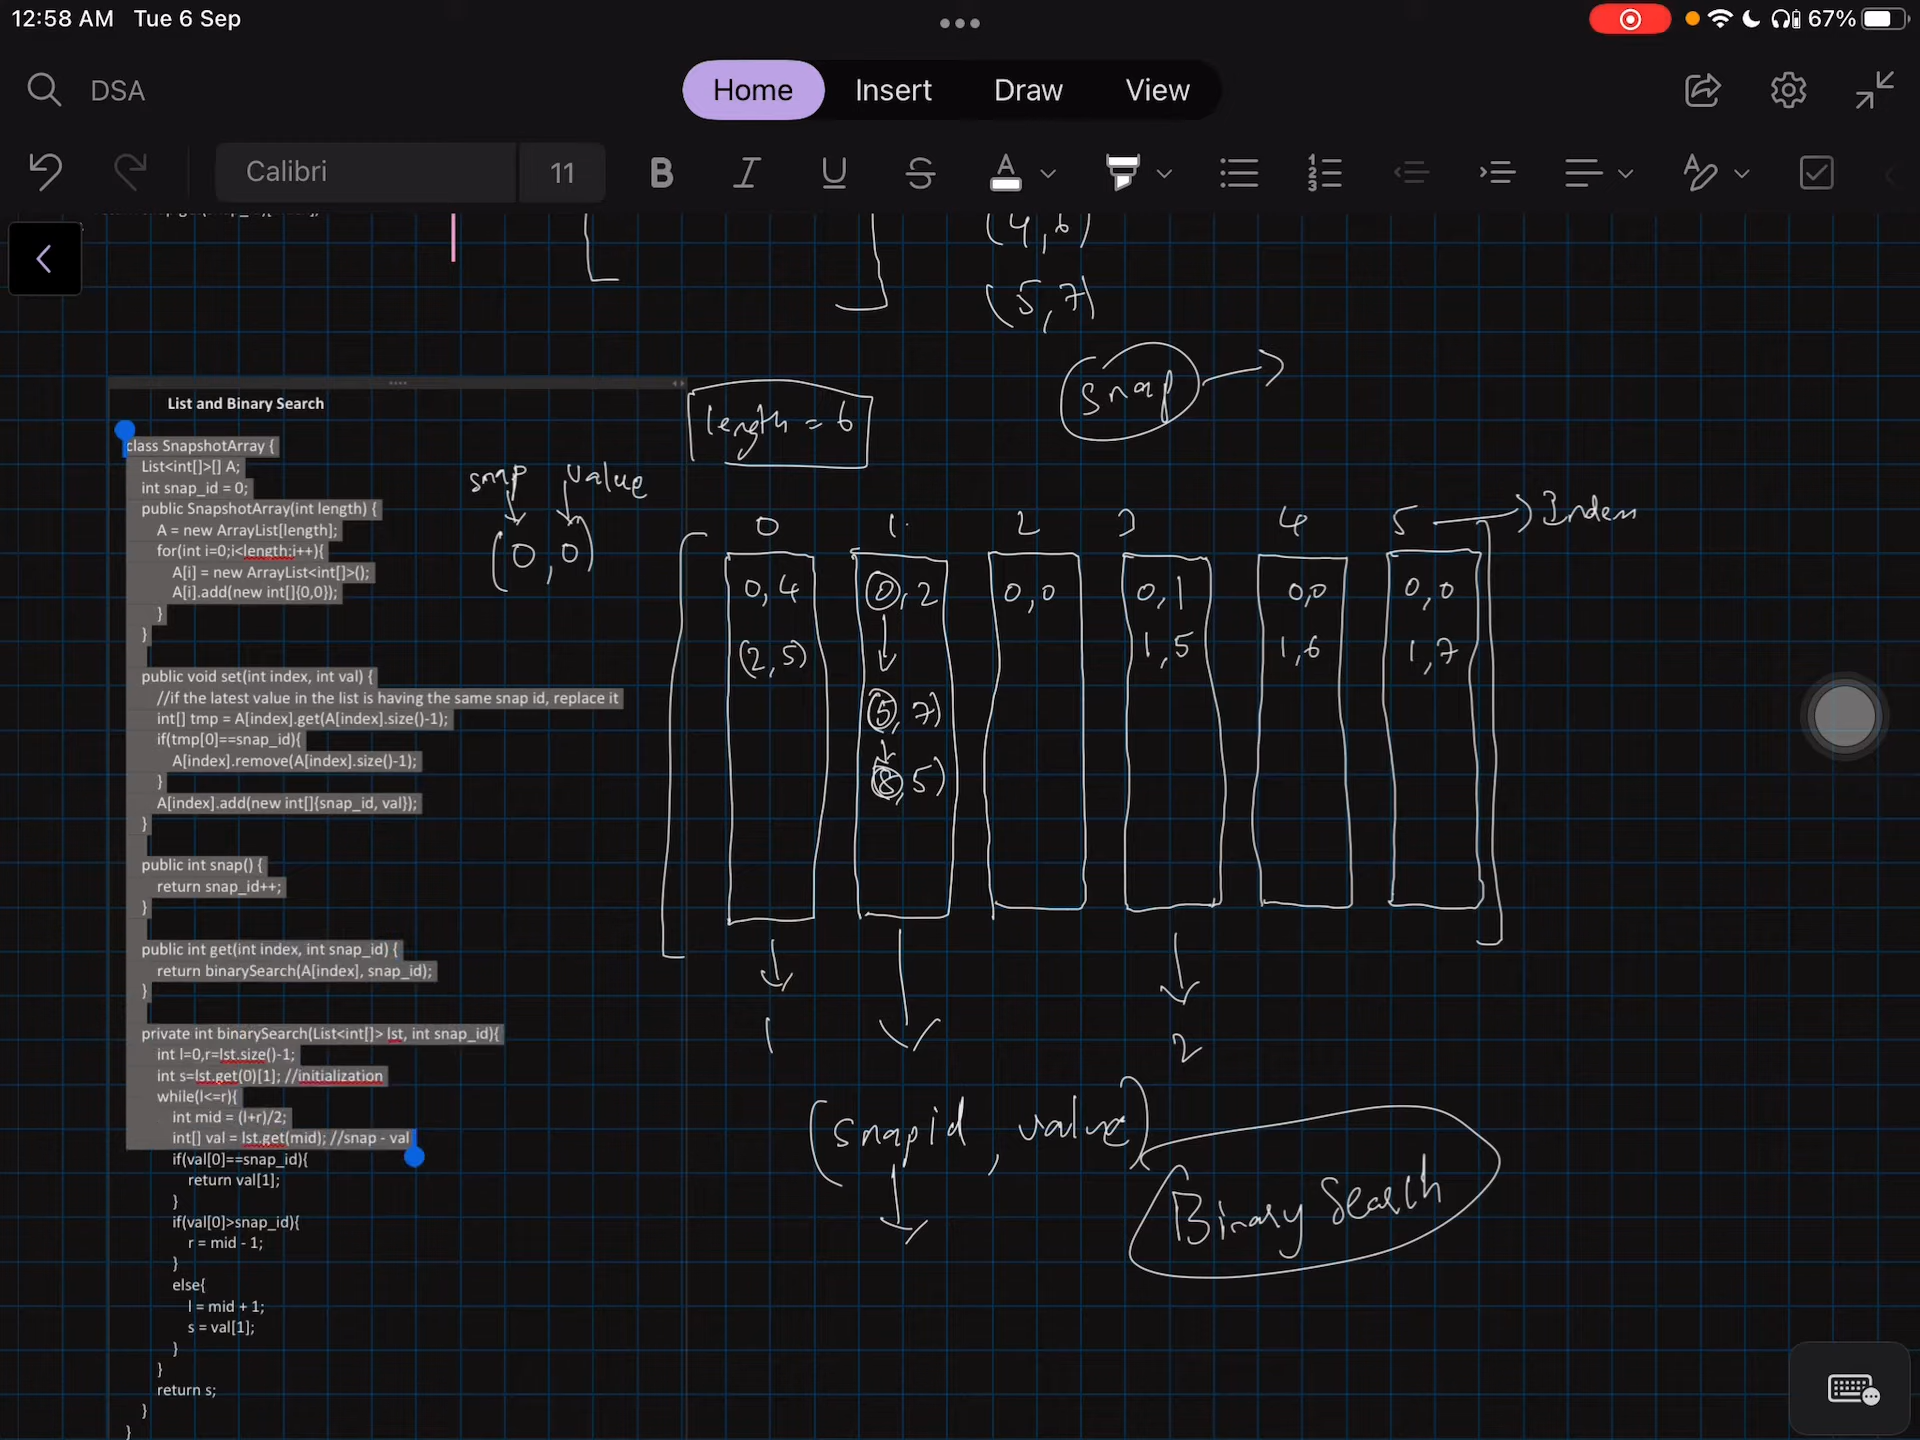 12:58 AM Tue 6 Sep
67%
DSA
Home Insert Draw View
Calibri 11
(4,6)
(5,7)
snap
length = 6
List and Binary Search
class SnapshotArray {
List<int[]>[] A;
int snap_id = 0;
public SnapshotArray(int length) {
A = new ArrayList[length];
for(int i=0;i<length;i++){
A[i] = new ArrayList<int[]>();
A[i].add(new int[]{0,0});
}
}
public void set(int index, int val) {
//if the latest value in the list is having the same snap id, replace it
int[] tmp = A[index].get(A[index].size()-1);
if(tmp[0]==snap_id){
A[index].remove(A[index].size()-1);
}
A[index].add(new int[]{snap_id, val});
}
public int snap() {
return snap_id++;
}
public int get(int index, int snap_id) {
return binarySearch(A[index], snap_id);
}
private int binarySearch(List<int[]> lst, int snap_id){
int l=0,r=lst.size()-1;
int s=lst.get(0)[1]; //initialization
while(l<=r){
int mid = (l+r)/2;
int[] val = lst.get(mid); //snap - val
if(val[0]==snap_id){
return val[1];
}
if(val[0]>snap_id){
r = mid - 1;
}
else{
l = mid + 1;
s = val[1];
}
}
return s;
}
}
snap value
(0,0)
0 1 2 3 4 5 Index
0,4 0,2 0,0 0,1 0,0 0,0
(2,5) 1,5 1,6 1,7
5,7)
8,5)
1 2
(snapid, value)
Binary Search